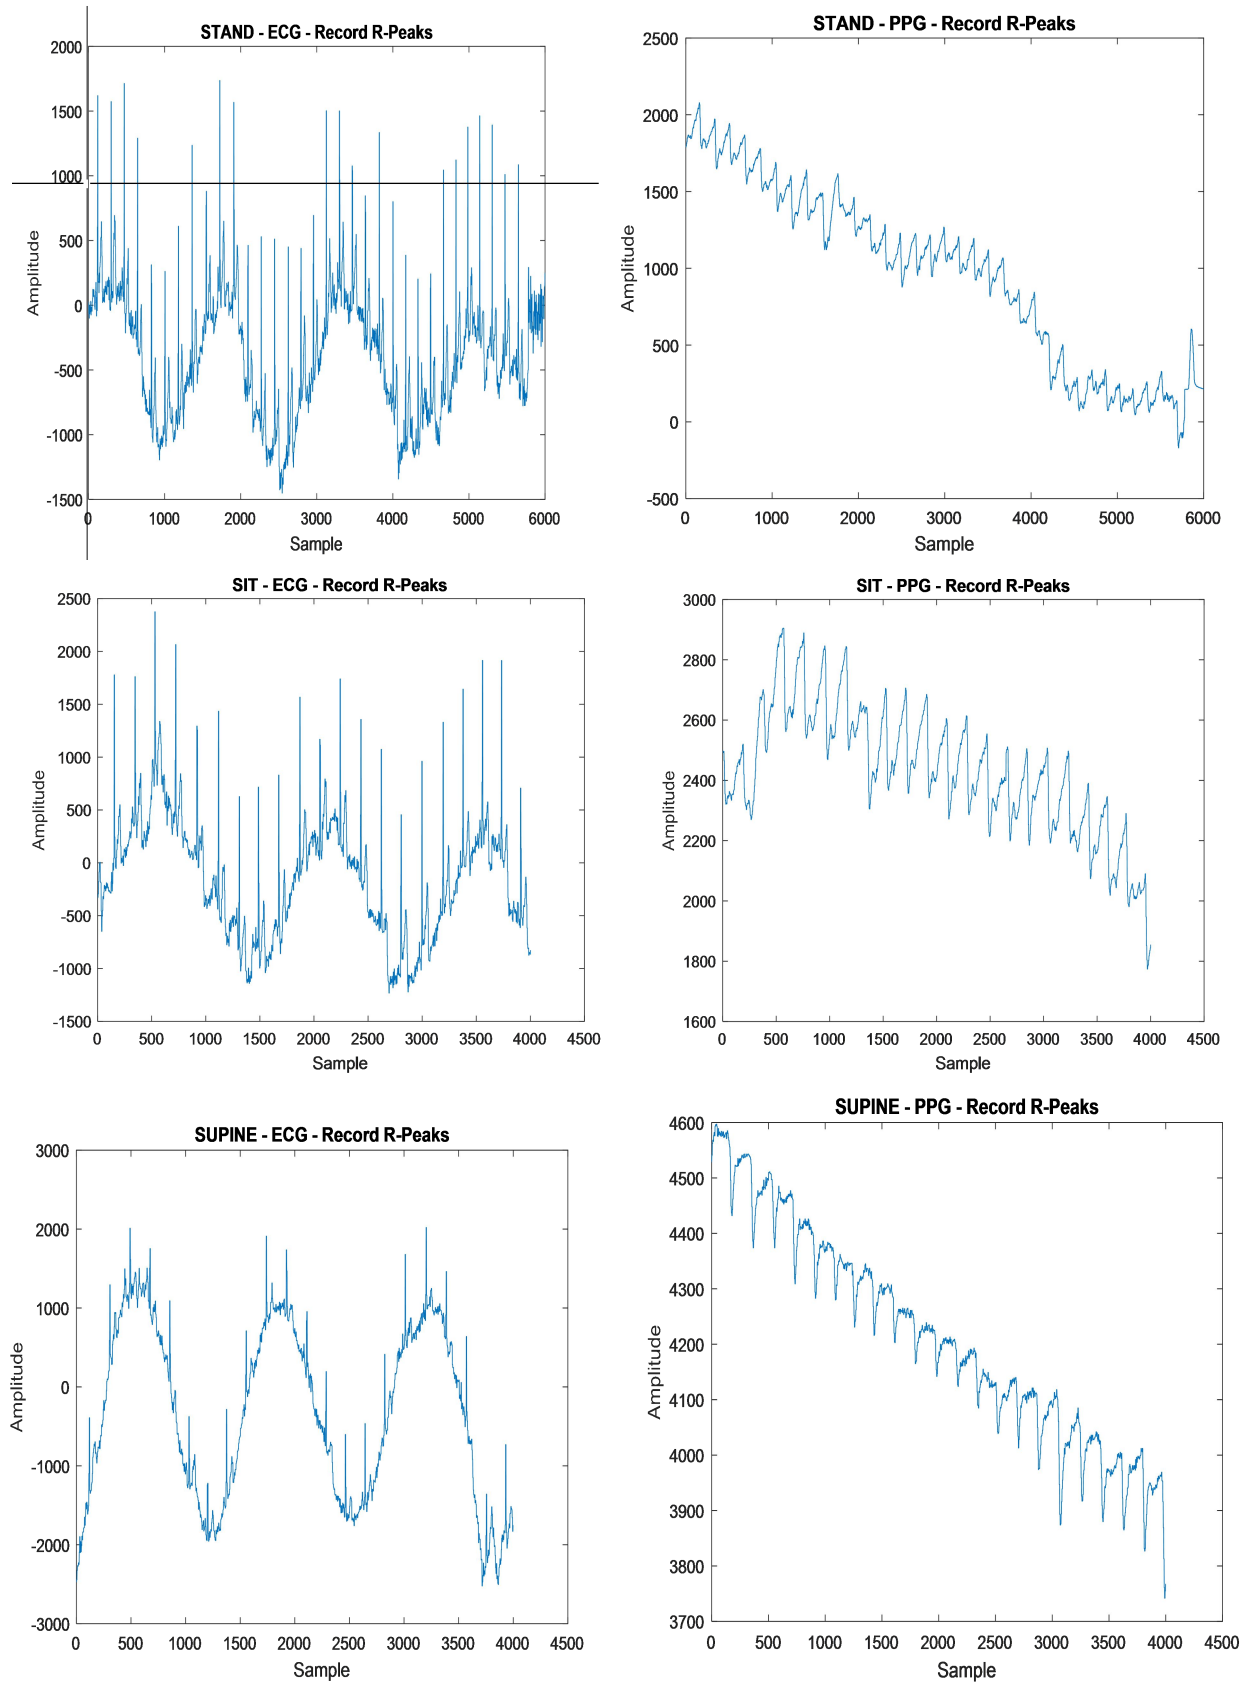 STAND - ECG - Record R-Peaks
2000
1500
1000
500
0
-500
-1000
-1500
Amplitude
0 1000 2000 3000 4000 5000 6000
Sample
STAND - PPG - Record R-Peaks
2500
2000
1500
1000
500
0
-500
Amplitude
0 1000 2000 3000 4000 5000 6000
Sample
SIT - ECG - Record R-Peaks
2500
2000
1500
1000
500
0
-500
-1000
-1500
Amplitude
0 500 1000 1500 2000 2500 3000 3500 4000 4500
Sample
SIT - PPG - Record R-Peaks
3000
2800
2600
2400
2200
2000
1800
1600
Amplitude
0 500 1000 1500 2000 2500 3000 3500 4000 4500
Sample
SUPINE - ECG - Record R-Peaks
3000
2000
1000
0
-1000
-2000
-3000
Amplitude
0 500 1000 1500 2000 2500 3000 3500 4000 4500
Sample
SUPINE - PPG - Record R-Peaks
4600
4500
4400
4300
4200
4100
4000
3900
3800
3700
Amplitude
0 500 1000 1500 2000 2500 3000 3500 4000 4500
Sample